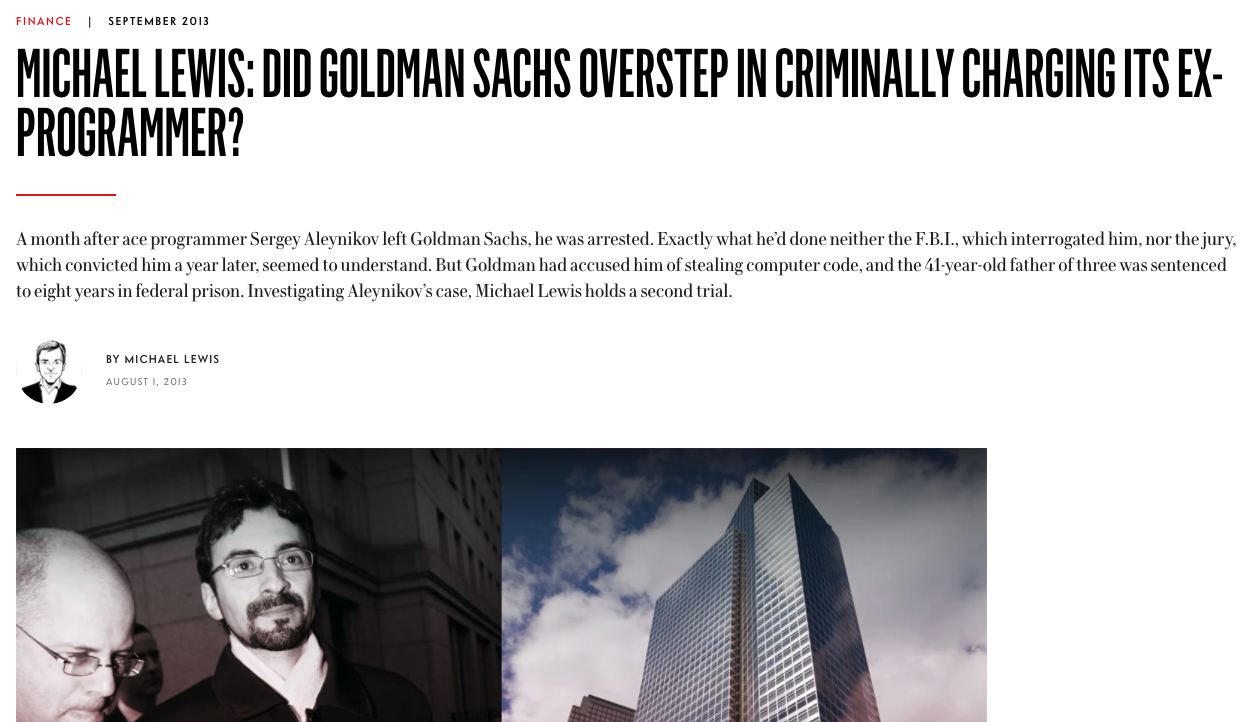 FINANCE | SEPTEMBER 2013
MICHAEL LEWIS: DID GOLDMAN SACHS OVERSTEP IN CRIMINALLY CHARGING ITS EX-
PROGRAMMER?
A month after ace programmer Sergey Aleynikov left Goldman Sachs, he was arrested. Exactly what he’d done neither the F.B.I., which interrogated him, nor the jury,
which convicted him a year later, seemed to understand. But Goldman had accused him of stealing computer code, and the 41-year-old father of three was sentenced
to eight years in federal prison. Investigating Aleynikov’s case, Michael Lewis holds a second trial.
BY MICHAEL LEWIS
AUGUST 1, 2013